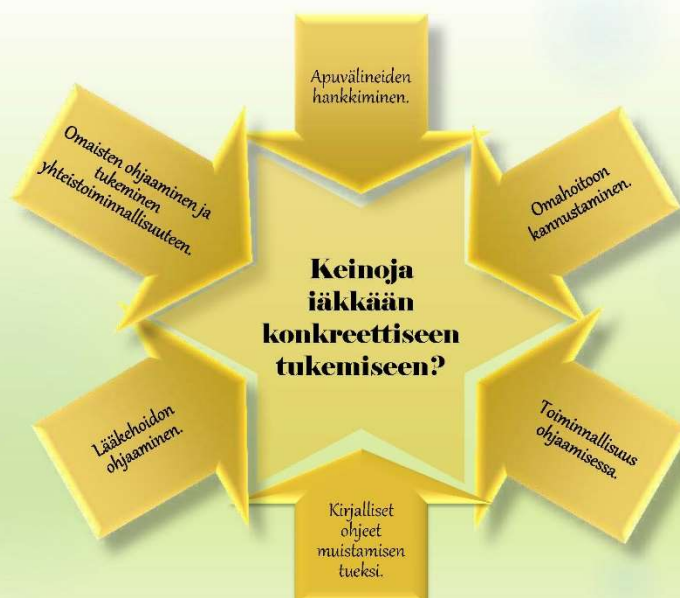 Apuvälineiden
hankkiminen.
Omahoitoon
kannustaminen.
Toiminnallisuus
ohjaamisessa.
Kirjalliset
ohjeet
muistamisen
tueksi.
Lääkehoidon
ohjaaminen.
Omaisten ohjaaminen ja
tukeminen
yhteistoiminnallisuuteen.
Keinoja
iäkkään
konkreettiseen
tukemiseen?